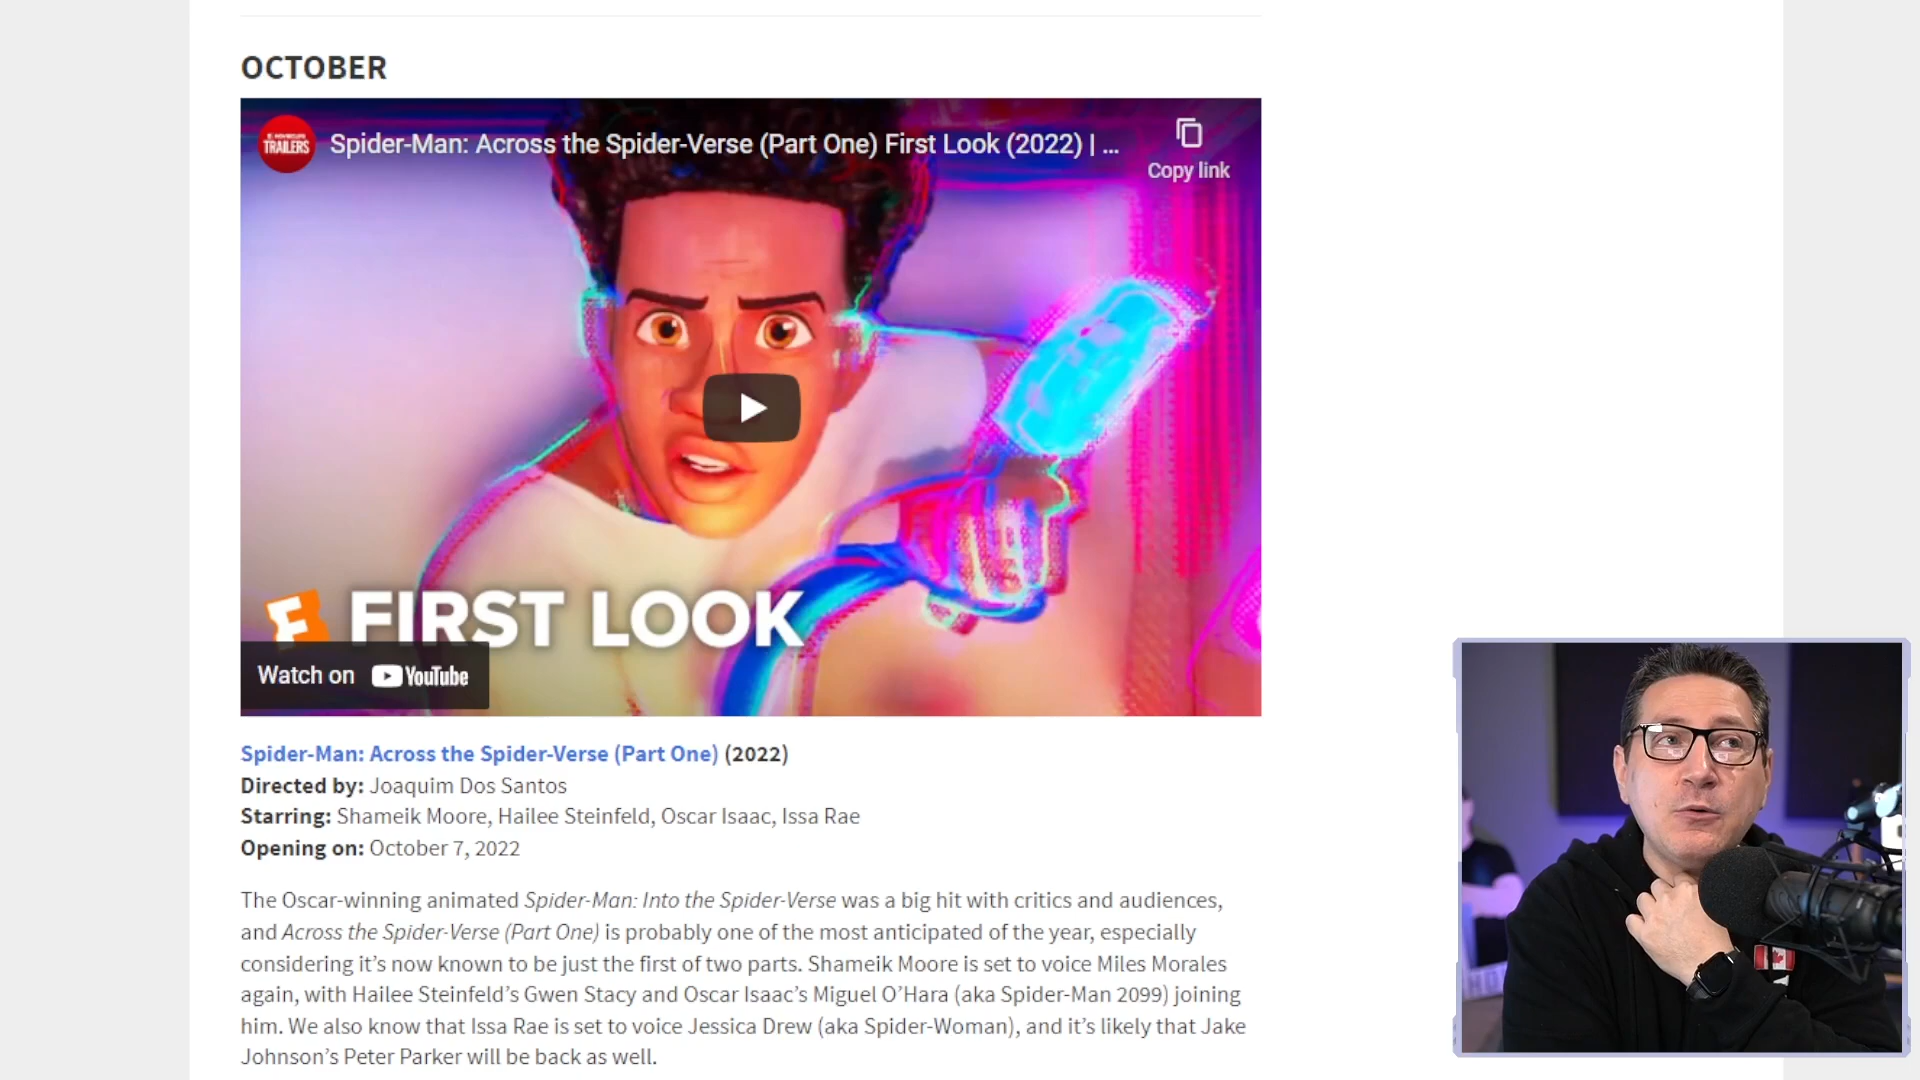 OCTOBER
TRAILERS
Spider-Man: Across the Spider-Verse (Part One) First Look (2022) | ...
Copy link
FIRST LOOK
Watch on YouTube
Spider-Man: Across the Spider-Verse (Part One) (2022)
Directed by: Joaquim Dos Santos
Starring: Shameik Moore, Hailee Steinfeld, Oscar Isaac, Issa Rae
Opening on: October 7, 2022
The Oscar-winning animated Spider-Man: Into the Spider-Verse was a big hit with critics and audiences,
and Across the Spider-Verse (Part One) is probably one of the most anticipated of the year, especially
considering it’s now known to be just the first of two parts. Shameik Moore is set to voice Miles Morales
again, with Hailee Steinfeld’s Gwen Stacy and Oscar Isaac’s Miguel O’Hara (aka Spider-Man 2099) joining
him. We also know that Issa Rae is set to voice Jessica Drew (aka Spider-Woman), and it’s likely that Jake
Johnson’s Peter Parker will be back as well.